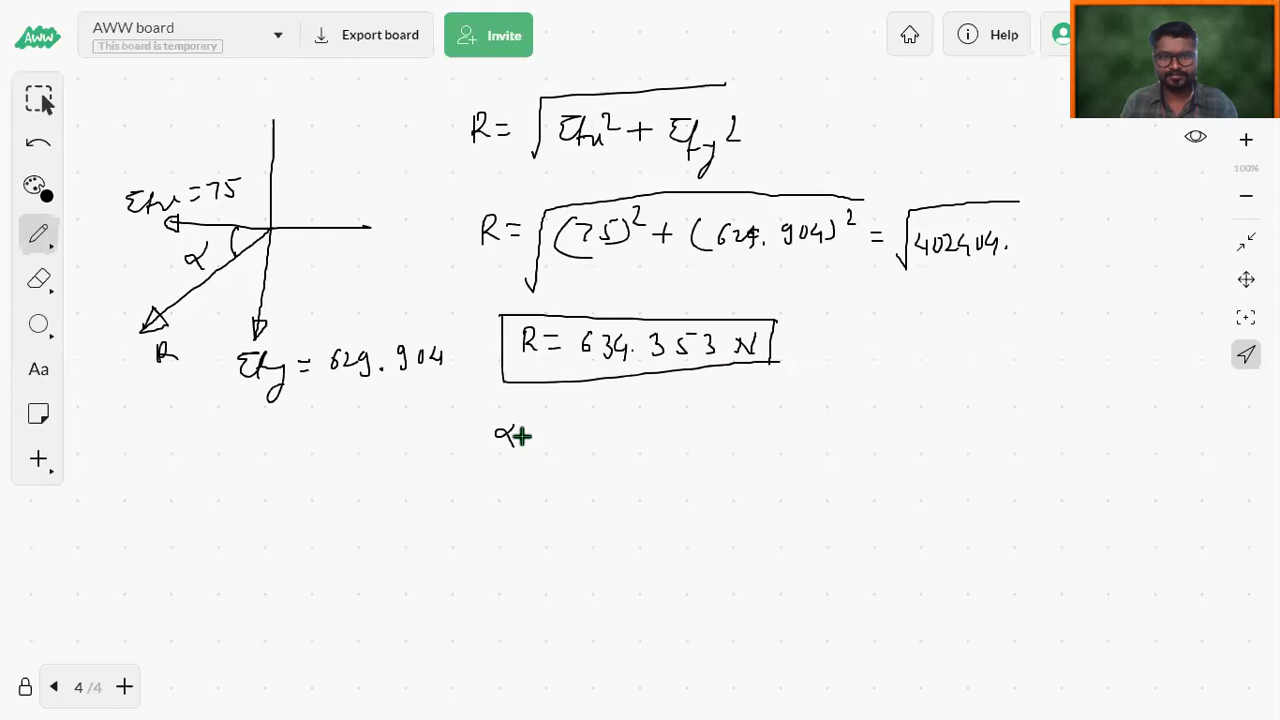 AWW
AWW board
This board is temporary
Export board
Invite
Help
100%
R = √Σfx² + Σfy²
Σfx = 75
R = √(75)² + (629.904)² = √402404.
α
R
Σfy = 629.904
R = 634.353 N
α
Aa
4 /4